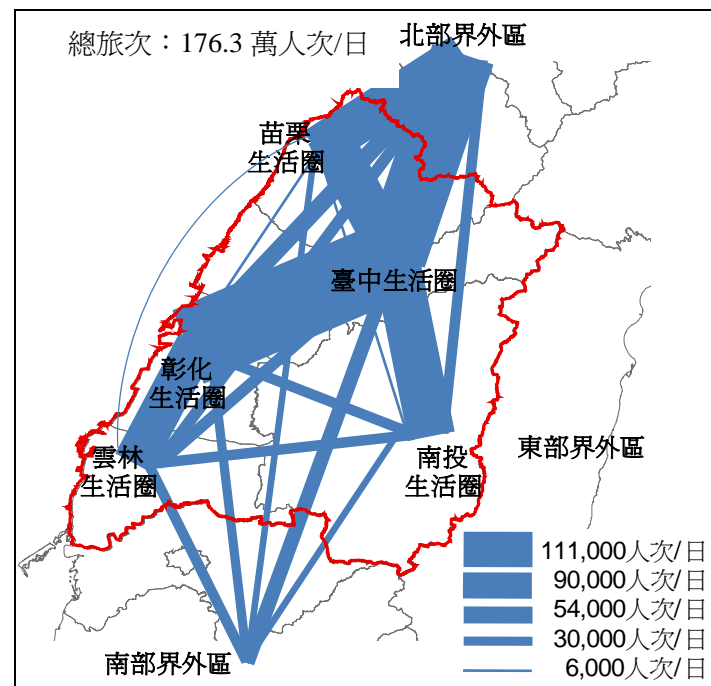 總旅次：176.3 萬人次/日
北部界外區
苗栗
生活圈
臺中生活圈
彰化
生活圈
雲林
生活圈
南投
生活圈
東部界外區
南部界外區
111,000人次/日
90,000人次/日
54,000人次/日
30,000人次/日
6,000人次/日